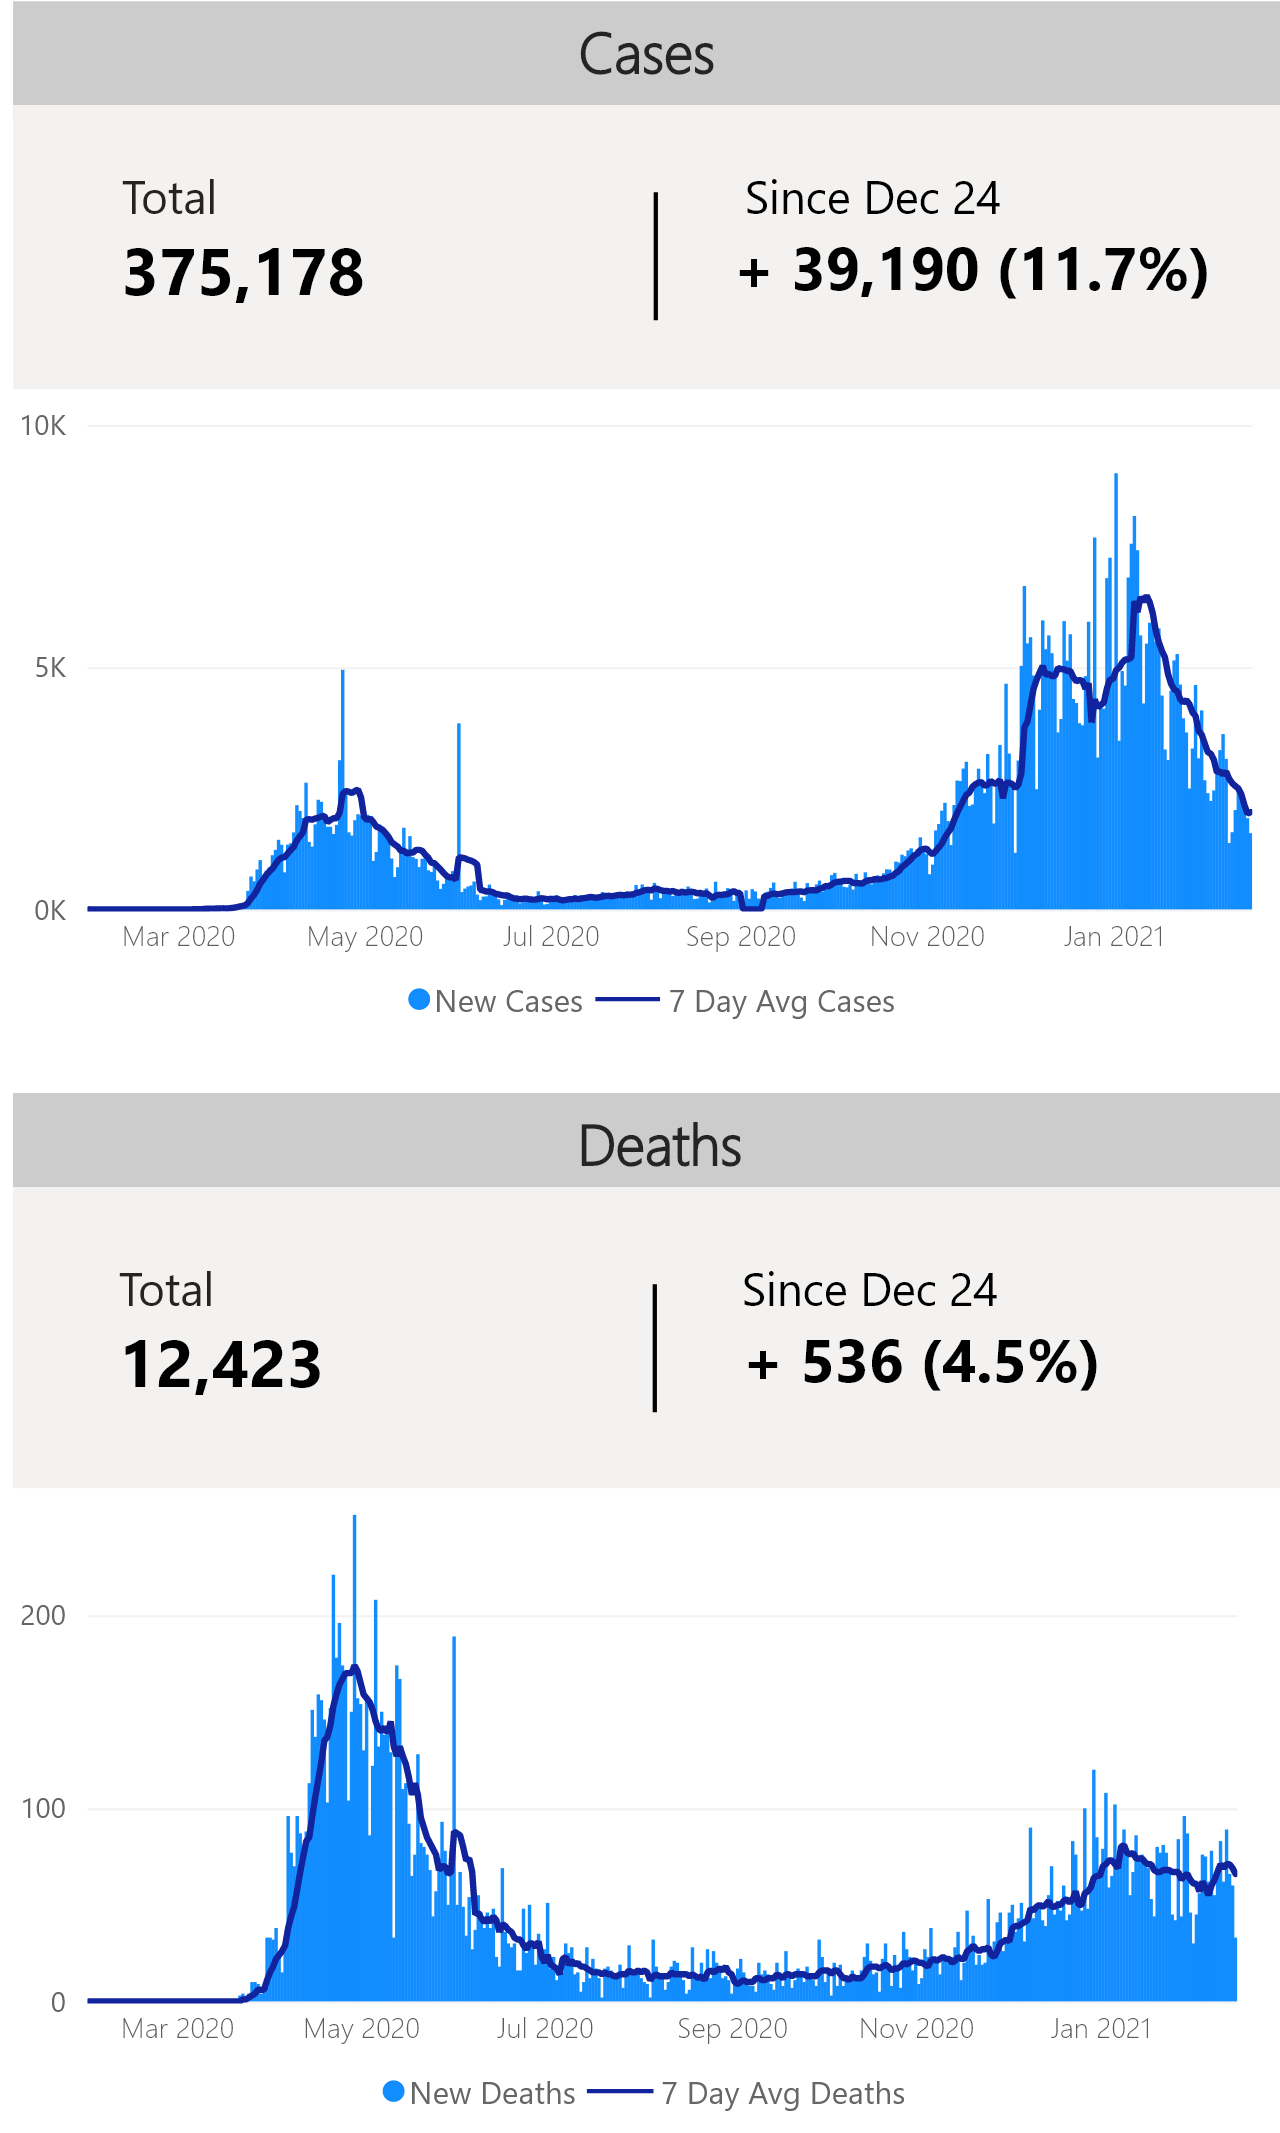 Cases
Total
Since Dec 24
375,178
+ 39,190 (11.7%)
10K
5K
0K
Mar 2020 May 2020 Jul 2020 Sep 2020 Nov 2020 Jan 2021
New Cases 7 Day Avg Cases
Deaths
Total
Since Dec 24
12,423
+ 536 (4.5%)
200
100
0
Mar 2020 May 2020 Jul 2020 Sep 2020 Nov 2020 Jan 2021
New Deaths 7 Day Avg Deaths